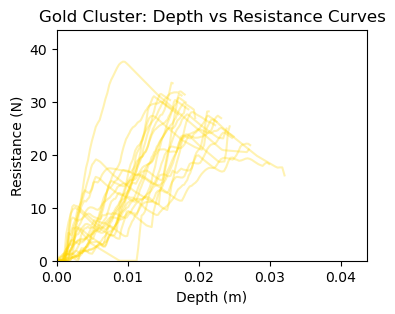 Gold Cluster: Depth vs Resistance Curves
Resistance (N)
40
30
20
10
0
0.00 0.01 0.02 0.03 0.04
Depth (m)